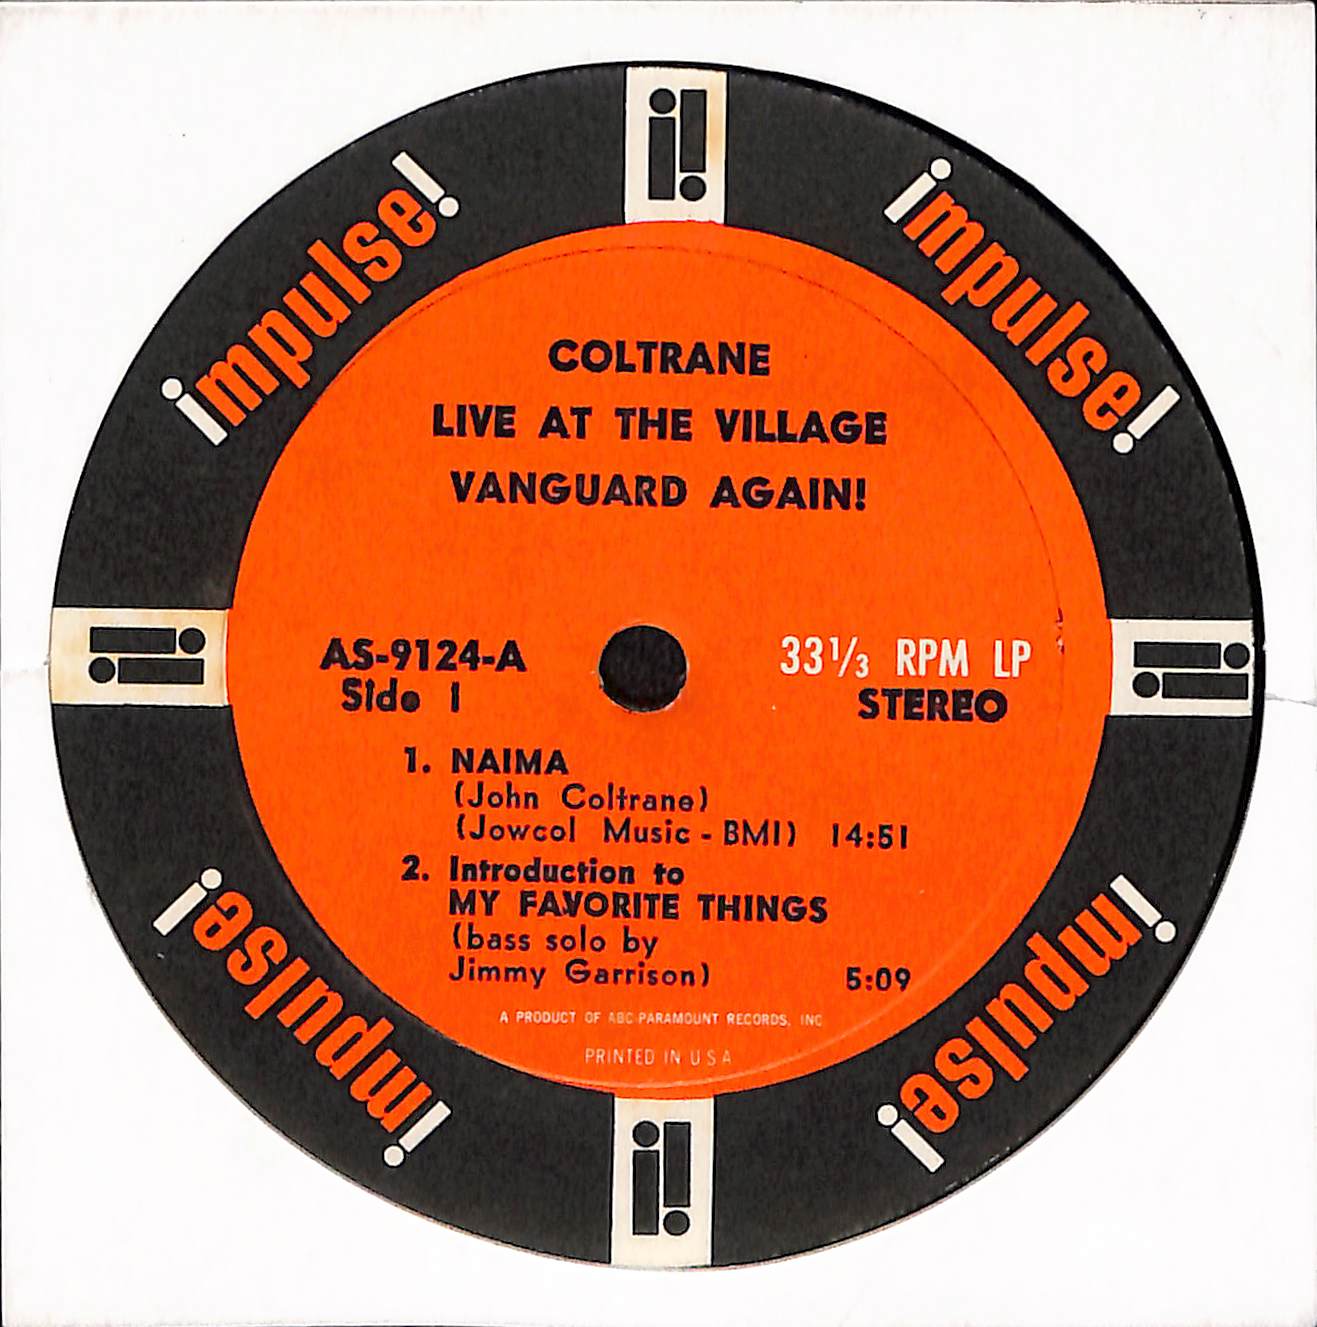 impulse!
impulse!
COLTRANE
LIVE AT THE VILLAGE
VANGUARD AGAIN!
AS-9124-A
Side 1
33 1/3 RPM LP
STEREO
1. NAIMA
(John Coltrane)
(Jowcol Music - BMI) 14:51
2. Introduction to
MY FAVORITE THINGS
(bass solo by
Jimmy Garrison) 5:09
A PRODUCT OF ABC-PARAMOUNT RECORDS, INC
PRINTED IN U S A
impulse!
impulse!